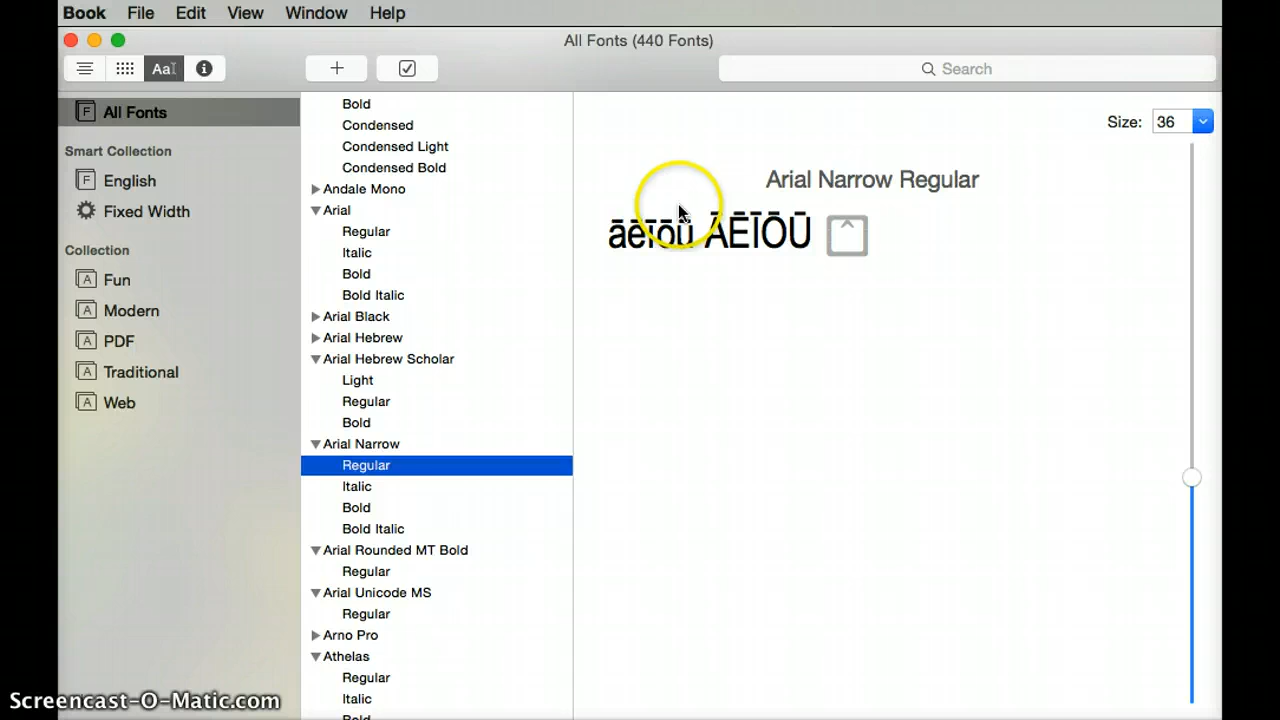 Book File Edit View Window Help
All Fonts (440 Fonts)
Aa
Search
All Fonts
Smart Collection
English
Fixed Width
Collection
Fun
Modern
PDF
Traditional
Web
Bold
Condensed
Condensed Light
Condensed Bold
Andale Mono
Arial
Regular
Italic
Bold
Bold Italic
Arial Black
Arial Hebrew
Arial Hebrew Scholar
Light
Regular
Bold
Arial Narrow
Regular
Italic
Bold
Bold Italic
Arial Rounded MT Bold
Regular
Arial Unicode MS
Regular
Arno Pro
Athelas
Regular
Italic
Bold
Size: 36
Arial Narrow Regular
āēīōū ĀĒĪŌŪ
Screencast-O-Matic.com